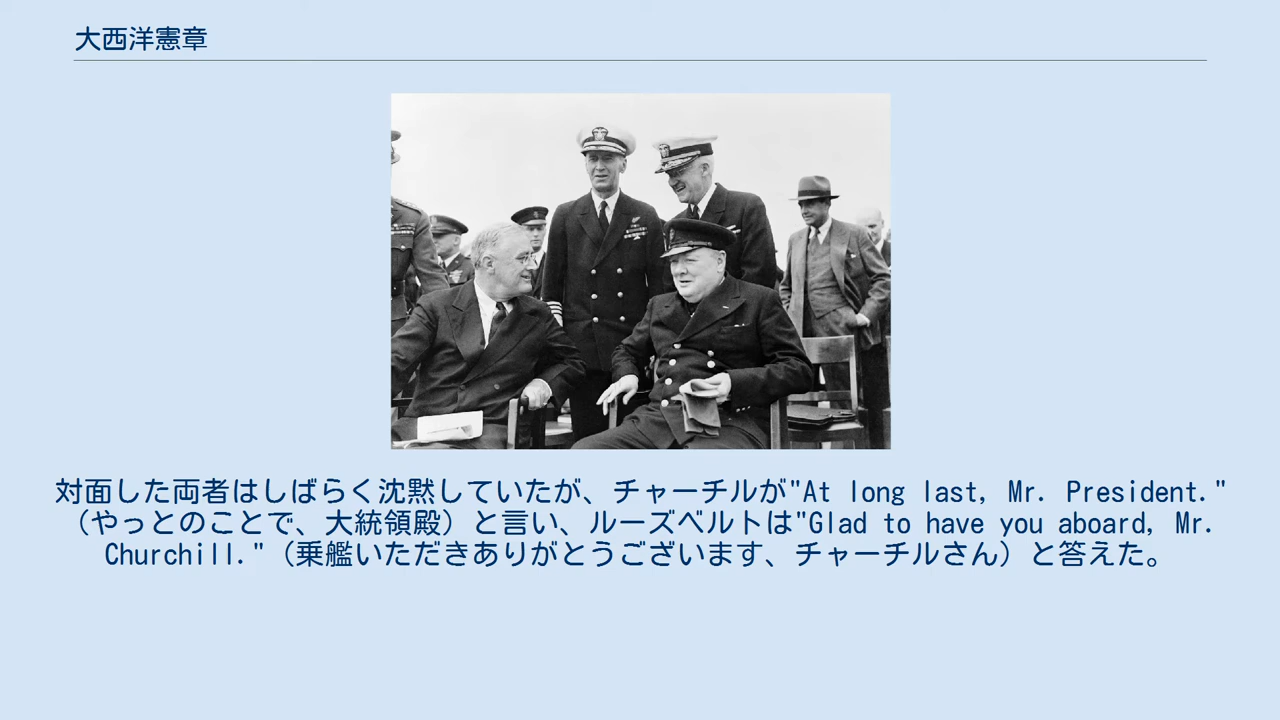 大西洋憲章
対面した両者はしばらく沈黙していたが、チャーチルが"At long last, Mr. President."
（やっとのことで、大統領殿）と言い、ルーズベルトは"Glad to have you aboard, Mr.
Churchill."（乗艦いただきありがとうございます、チャーチルさん）と答えた。